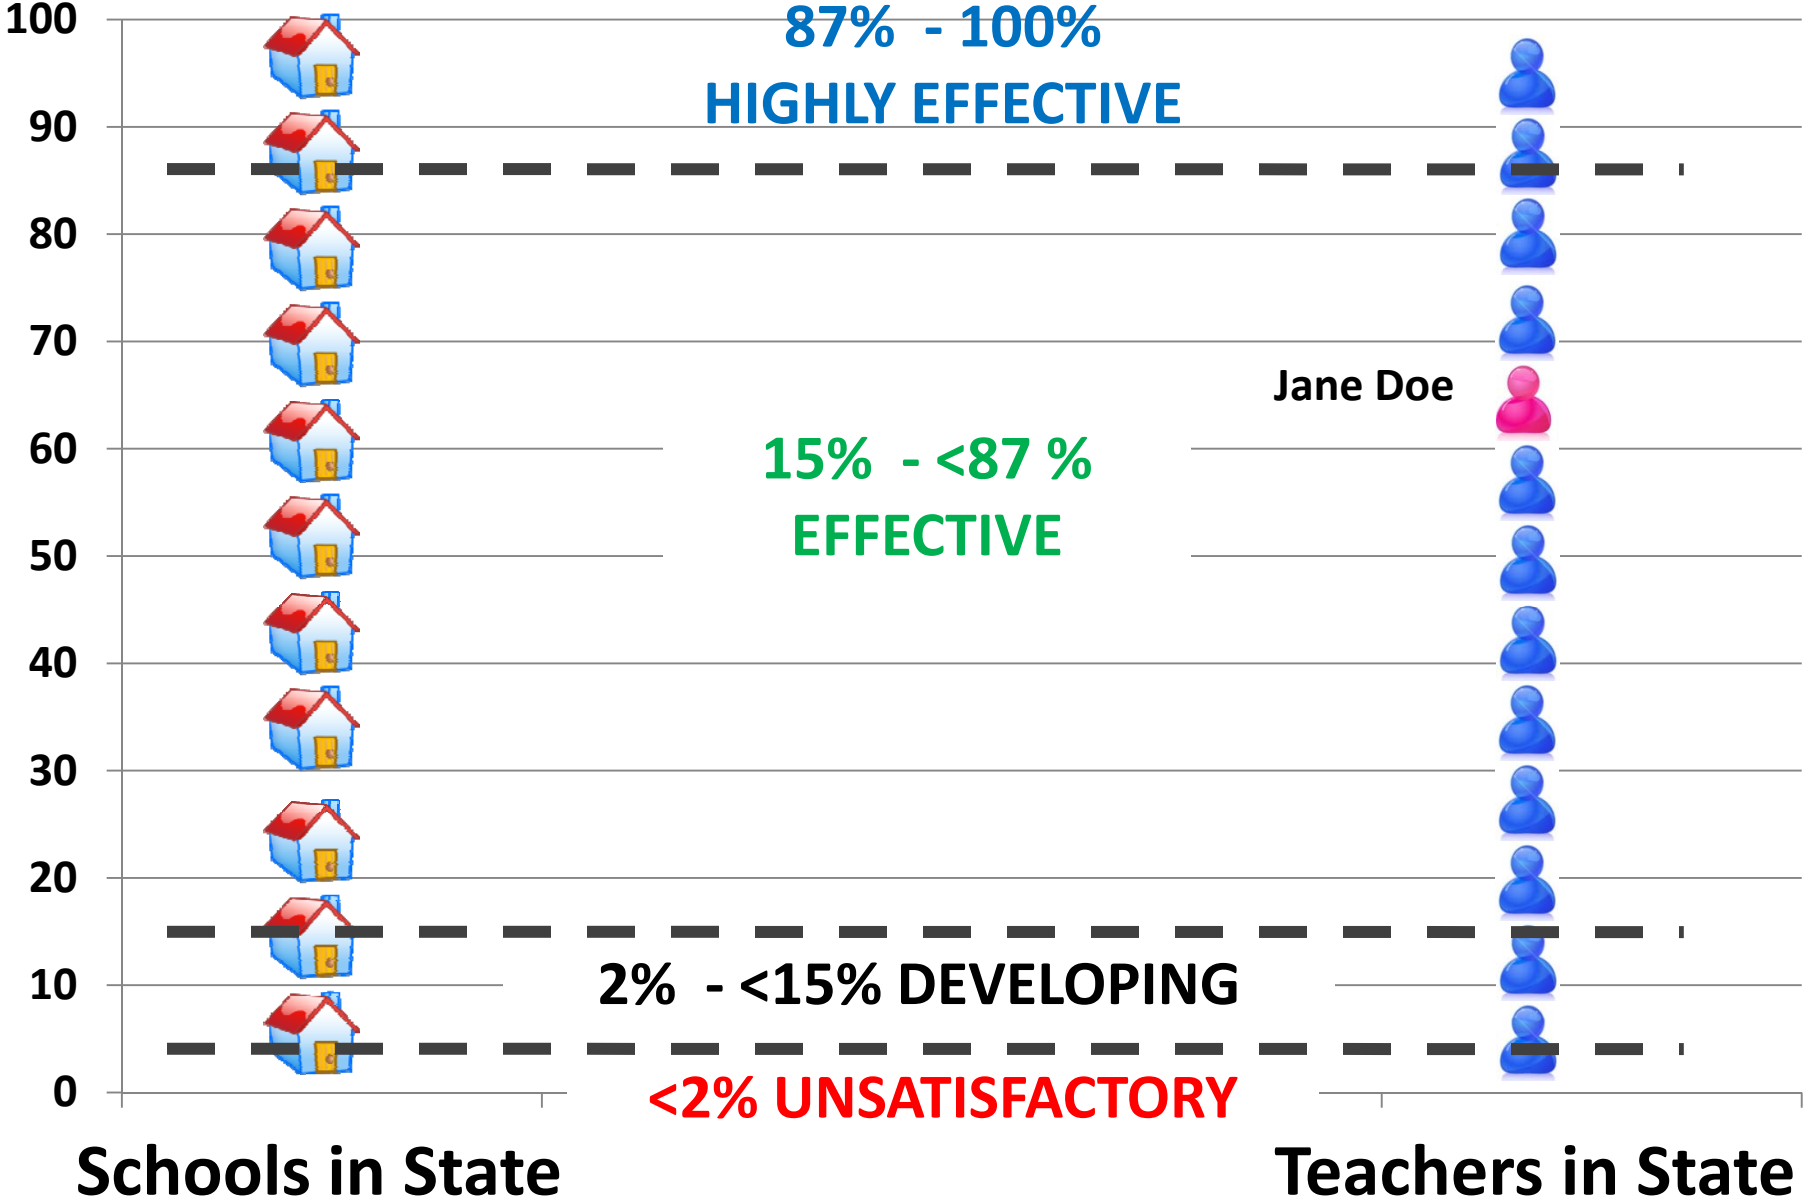 100
90
80
70
60
50
40
30
20
10
0
87% - 100%
HIGHLY EFFECTIVE
Jane Doe
15% - <87 %
EFFECTIVE
2% - <15% DEVELOPING
<2% UNSATISFACTORY
Schools in State
Teachers in State